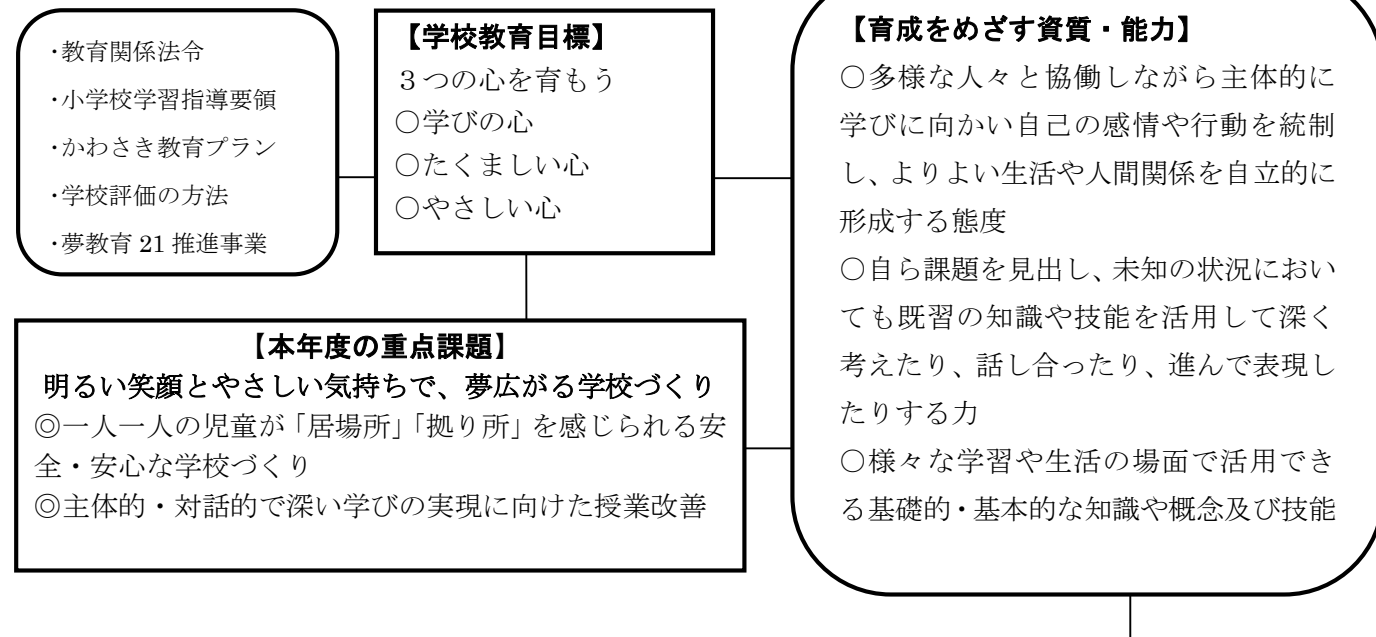 ・教育関係法令
・小学校学習指導要領
・かわさき教育プラン
・学校評価の方法
・夢教育 21 推進事業
【学校教育目標】
３つの心を育もう
○学びの心
○たくましい心
○やさしい心
【本年度の重点課題】
明るい笑顔とやさしい気持ちで、夢広がる学校づくり
◎一人一人の児童が「居場所」「拠り所」を感じられる安
全・安心な学校づくり
◎主体的・対話的で深い学びの実現に向けた授業改善
【育成をめざす資質・能力】
○多様な人々と協働しながら主体的に
学びに向かい自己の感情や行動を統制
し、よりよい生活や人間関係を自立的に
形成する態度
○自ら課題を見出し、未知の状況におい
ても既習の知識や技能を活用して深く
考えたり、話し合ったり、進んで表現し
たりする力
○様々な学習や生活の場面で活用でき
る基礎的・基本的な知識や概念及び技能